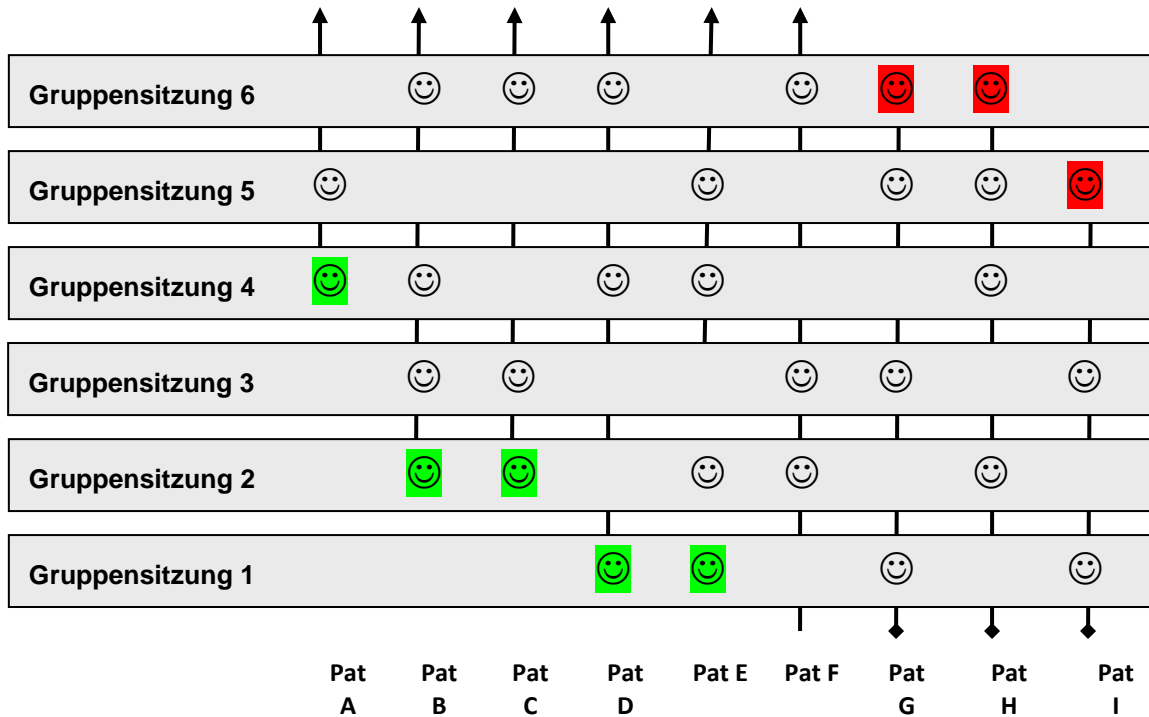 Gruppensitzung 6
Gruppensitzung 5
Gruppensitzung 4
Gruppensitzung 3
Gruppensitzung 2
Gruppensitzung 1
Pat A
Pat B
Pat C
Pat D
Pat E
Pat F
Pat G
Pat H
Pat I